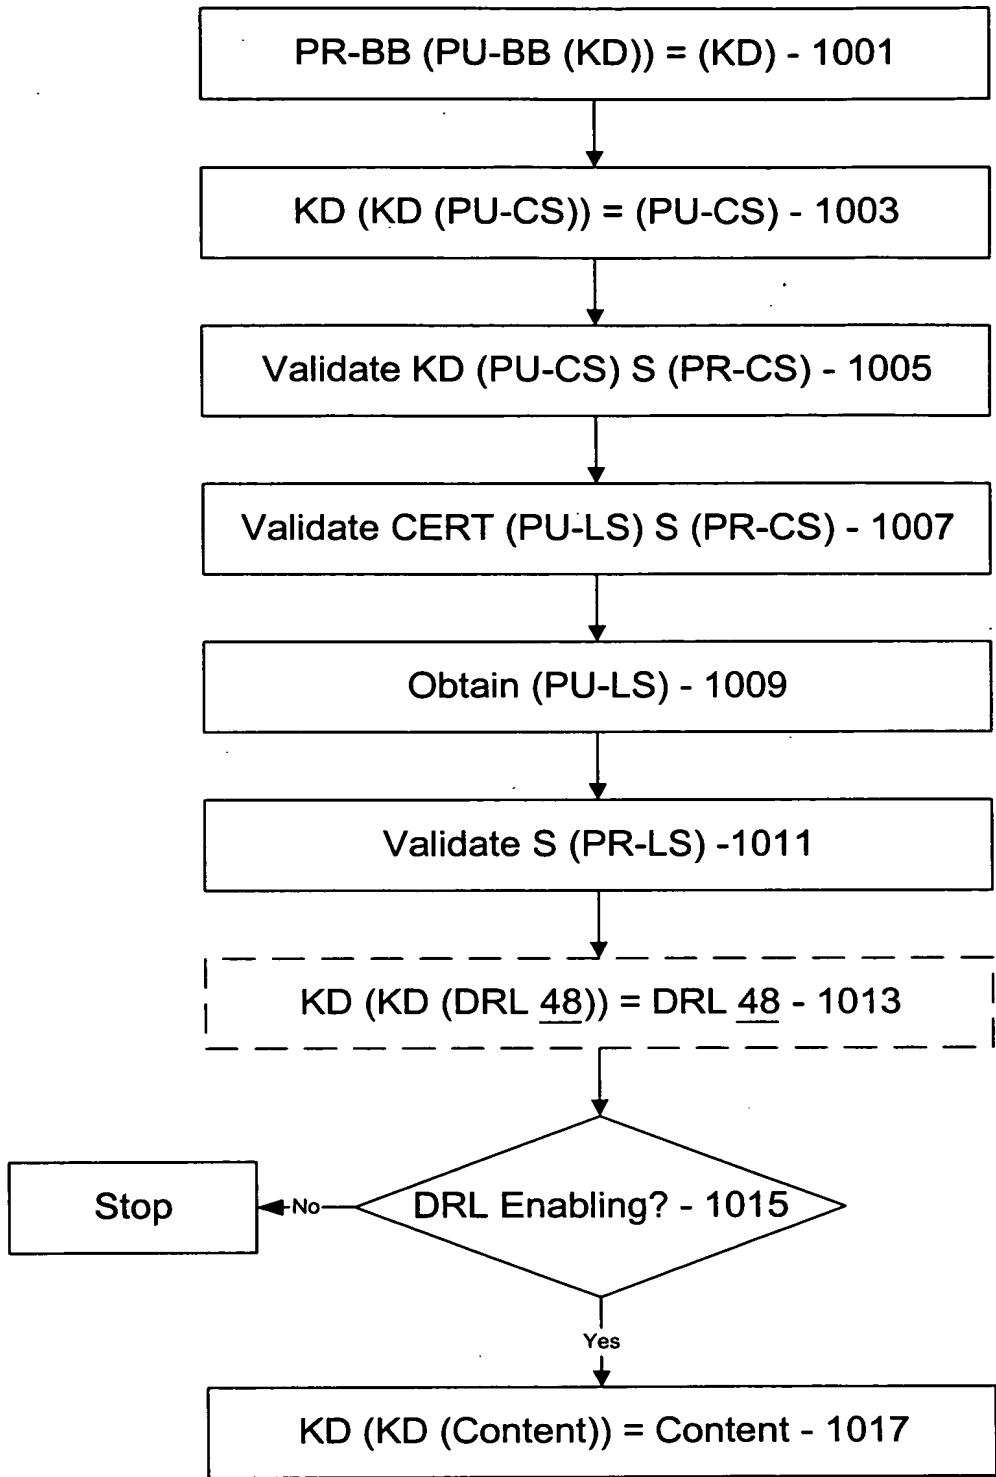 PR-BB (PU-BB (KD)) = (KD) - 1001
KD (KD (PU-CS)) = (PU-CS) - 1003
Validate KD (PU-CS) S (PR-CS) - 1005
Validate CERT (PU-LS) S (PR-CS) - 1007
Obtain (PU-LS) - 1009
Validate S (PR-LS) -1011
KD (KD (DRL 48)) = DRL 48 - 1013
DRL Enabling? - 1015
No
Stop
Yes
KD (KD (Content)) = Content - 1017